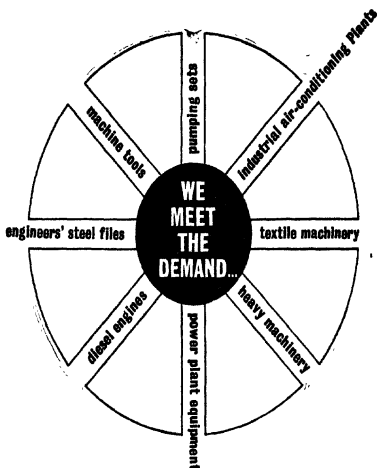 WE
MEET
THE
DEMAND...
pumping sets
industrial air-conditioning Plants
textile machinery
heavy machinery
power plant equipment
diesel engines
engineers' steel files
machine tools